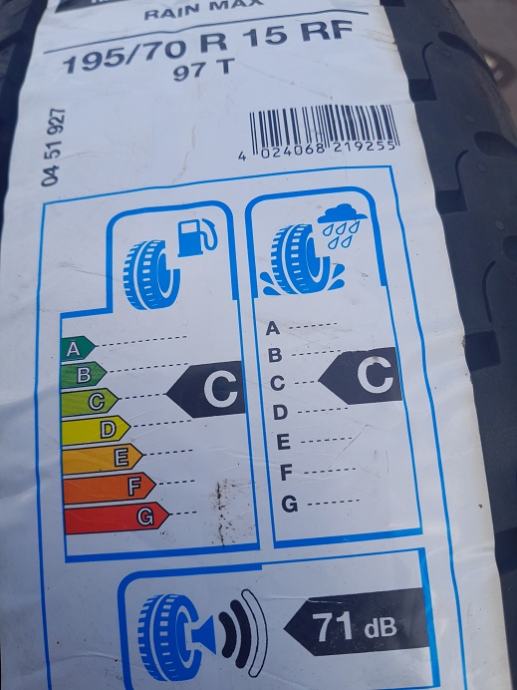 RAIN MAX
195/70 R 15 RF
97 T
04 51 927
4 024068 219255
A
B
C
D
E
F
G
C
A
B
C
D
E
F
G
C
71 dB